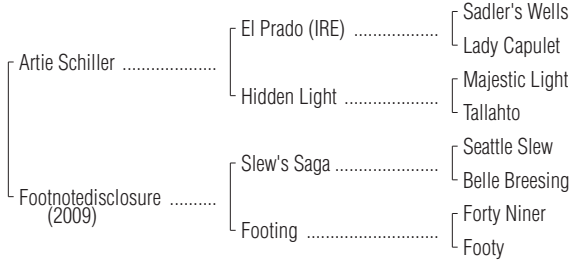 Sadler's Wells
El Prado (IRE) ..................
Lady Capulet
Artie Schiller ....................
Majestic Light
Hidden Light ....................
Tallahto
Seattle Slew
Slew's Saga ......................
Belle Breesing
Footnotedisclosure ..........
(2009)
Forty Niner
Footing ............................
Footy